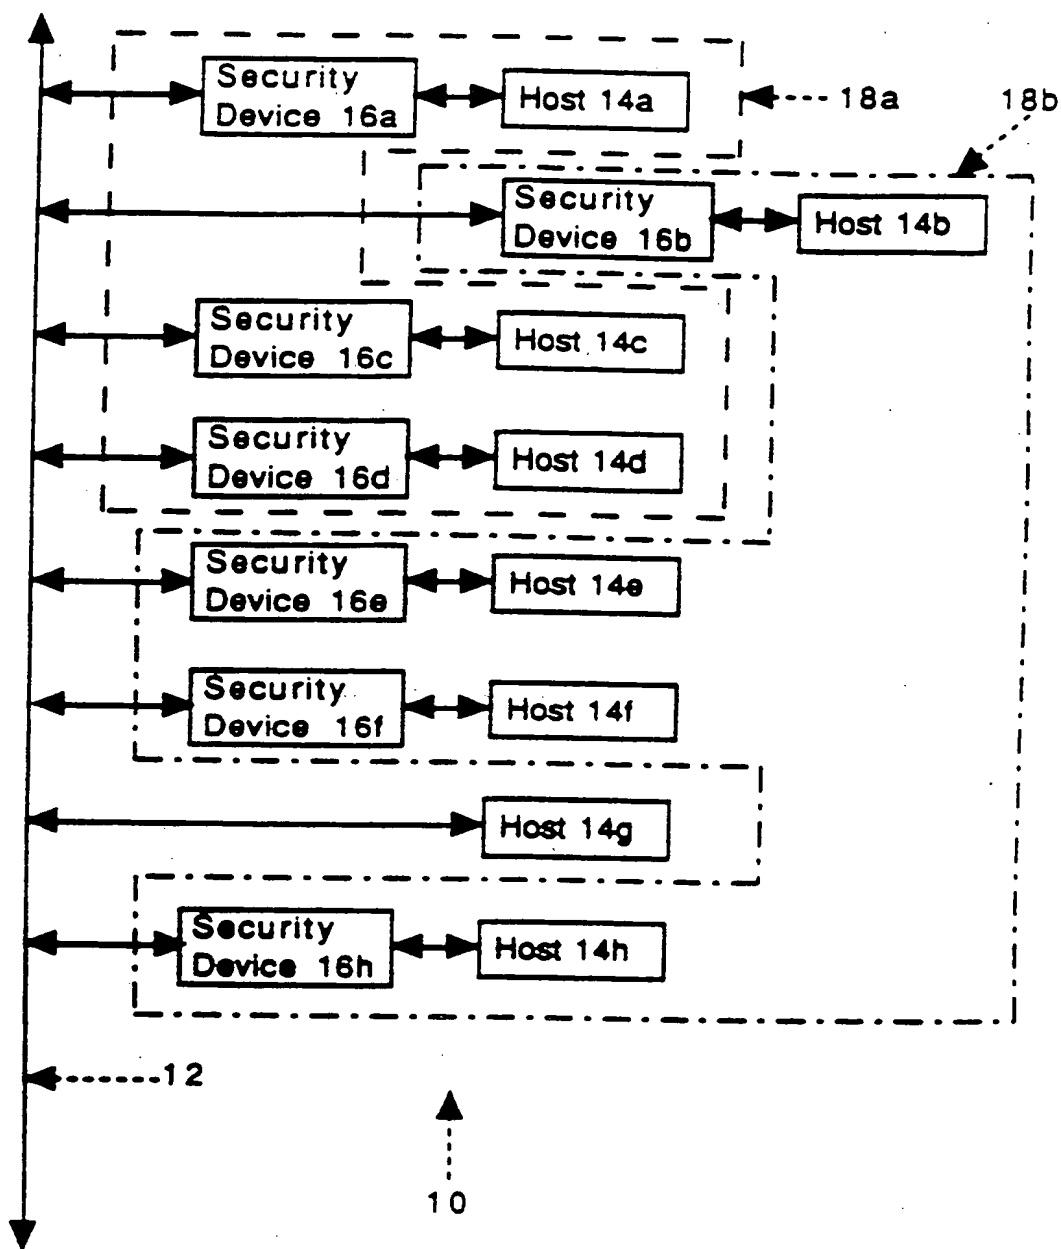 Security
Device 16a
Host 14a
18a
18b
Security
Device 16b
Host 14b
Security
Device 16c
Host 14c
Security
Device 16d
Host 14d
Security
Device 16e
Host 14e
Security
Device 16f
Host 14f
Host 14g
Security
Device 16h
Host 14h
12
10